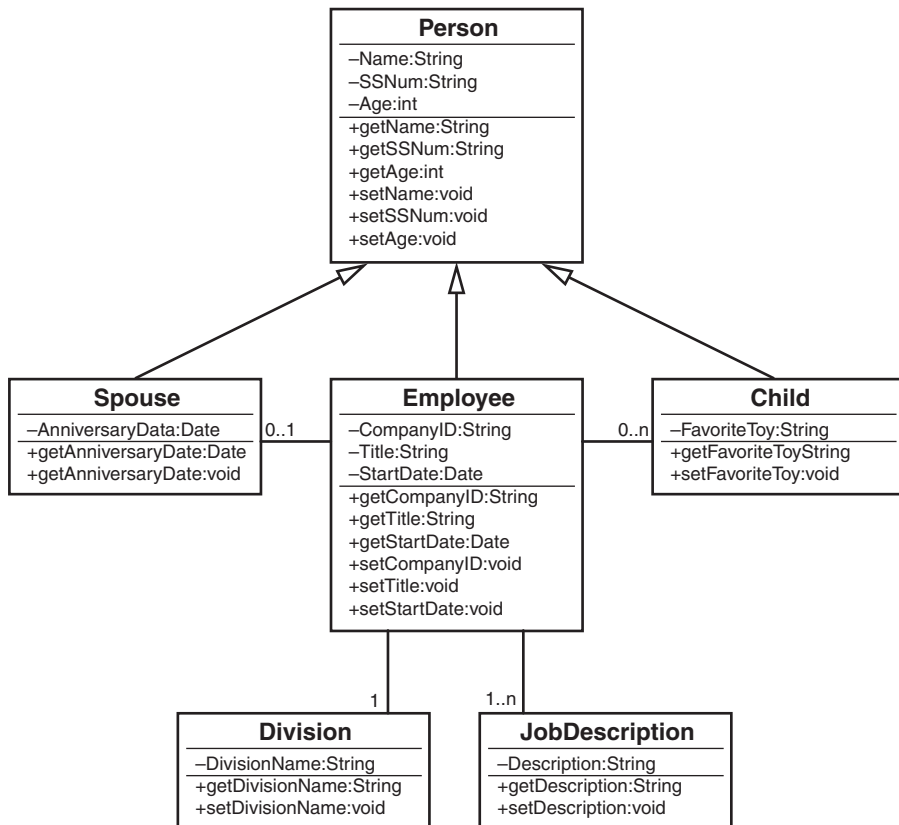 Person
–Name:String
–SSNum:String
–Age:int
+getName:String
+getSSNum:String
+getAge:int
+setName:void
+setSSNum:void
+setAge:void
Spouse
–AnniversaryData:Date
+getAnniversaryDate:Date
+getAnniversaryDate:void
0..1
Employee
–CompanyID:String
–Title:String
–StartDate:Date
+getCompanyID:String
+getTitle:String
+getStartDate:Date
+setCompanyID:void
+setTitle:void
+setStartDate:void
0..n
Child
–FavoriteToy:String
+getFavoriteToyString
+setFavoriteToy:void
1
1..n
Division
–DivisionName:String
+getDivisionName:String
+setDivisionName:void
JobDescription
–Description:String
+getDescription:String
+setDescription:void